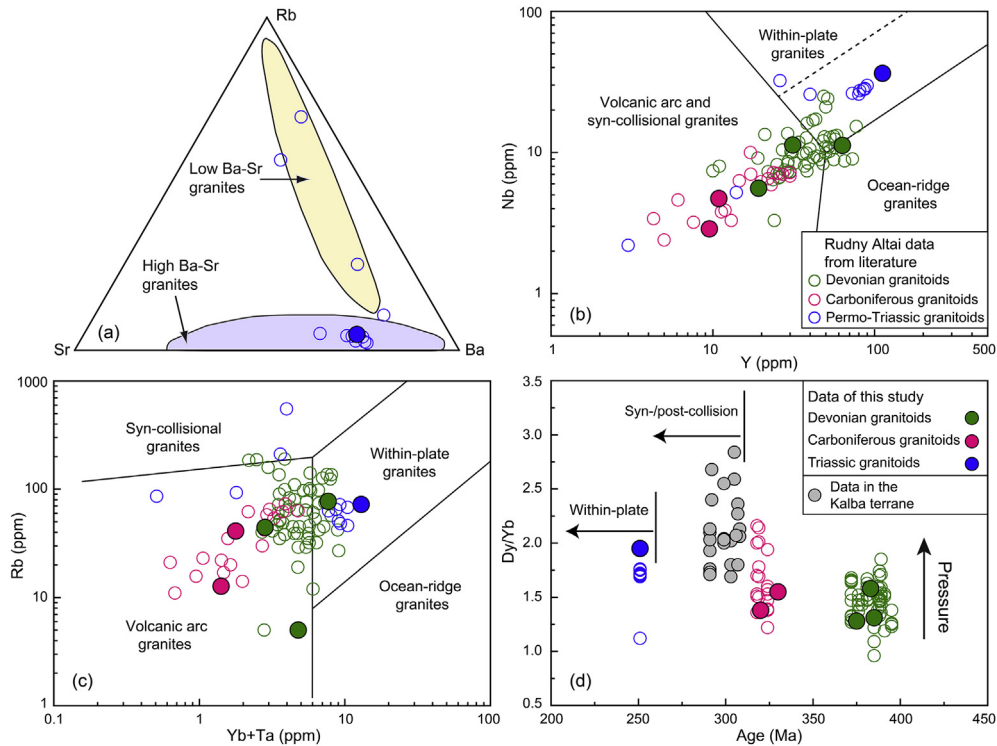 Rb
Low Ba-Sr
granites
High Ba-Sr
granites
(a)
Sr
Ba
100
10
1
Nb (ppm)
Within-plate
granites
Volcanic arc and
syn-collisional granites
Ocean-ridge
granites
Rudny Altai data
from literature
Devonian granitoids
Carboniferous granitoids
Permo-Triassic granitoids
(b)
1
10
100
500
Y (ppm)
1000
100
10
1
Rb (ppm)
Syn-collisional
granites
Within-plate
granites
Ocean-ridge
granites
Volcanic arc
granites
(c)
0.1
1
10
100
Yb+Ta (ppm)
3.5
3.0
2.5
2.0
1.5
1.0
0.5
Dy/Yb
Syn-/post-collision
Within-plate
Data of this study
Devonian granitoids
Carboniferous granitoids
Triassic granitoids
Data in the
Kalba terrane
Pressure
(d)
200
250
300
350
400
450
Age (Ma)